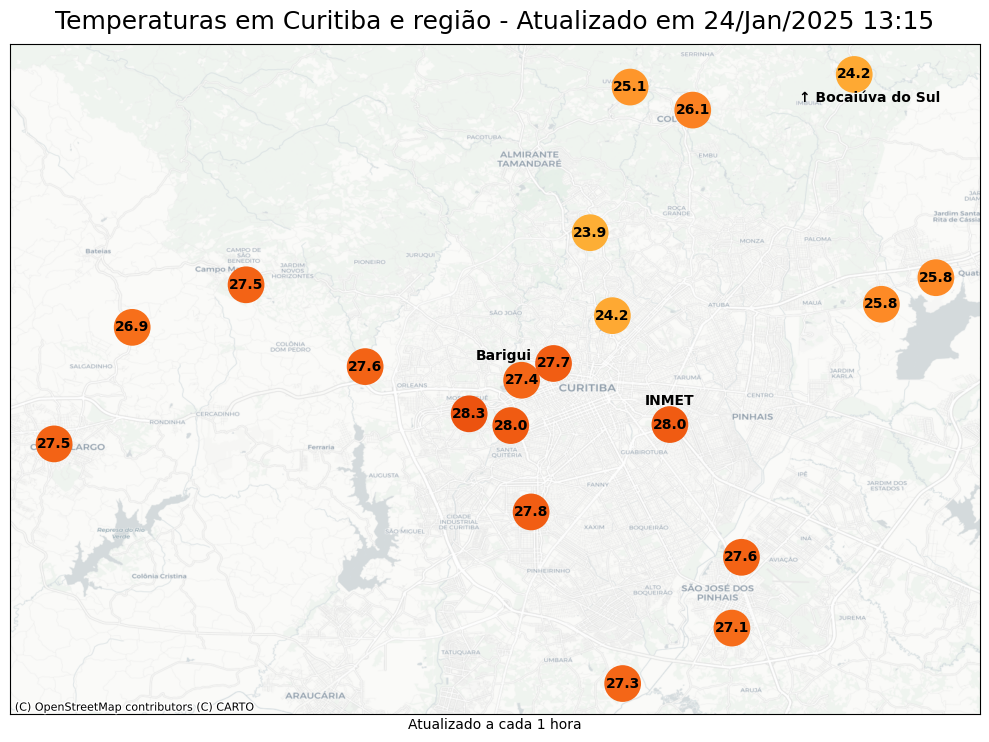 Temperaturas em Curitiba e região - Atualizado em 24/Jan/2025 13:15
SERRINHA
24.2
25.1
↑ Bocaiúva do Sul
26.1
PACOTUBA
ALMIRANTE
TAMANDARÉ
EMBU
ROÇA
GRANDE
Jardim Santa
Rita de Cássia
23.9
MONZA
PALOMA
Bateias
CAMPO DE
SÃO
BENEDITO
JURUQUI
PIONEIRO
JARDIM
NOVOS
HORIZONTES
Campo M
27.5
25.8
25.8
ATUBA
MAUÁ
SÃO JOÃO
24.2
26.9
COLÔNIA
DOM PEDRO
Barigui
27.7
SALGADINHO
27.6
27.4
TARUMÃ
JARDIM
KARLA
ORLEANS
CURITIBA
CENTRO
INMET
CERCADINHO
28.3
PINHAIS
RONDINHA
28.0
28.0
27.5
LARGO
Ferraria
SANTA
QUITÉRIA
GUABIROTUBA
AUGUSTA
FANNY
IPÊ
JARDIM DOS
ESTADOS I
27.8
CIDADE
INDUSTRIAL
DE CURITIBA
XAXIM
BOQUEIRÃO
Represa do Rio
Verde
SÃO MIGUEL
INÁ
27.6
AVIAÇÃO
Colônia Cristina
PINHEIRINHO
ALTO
BOQUEIRÃO
SÃO JOSÉ DOS
PINHAIS
JUREMA
27.1
TATUQUARA
UMBARÁ
27.3
ARUJÁ
ARAUCÁRIA
(C) OpenStreetMap contributors (C) CARTO
Atualizado a cada 1 hora